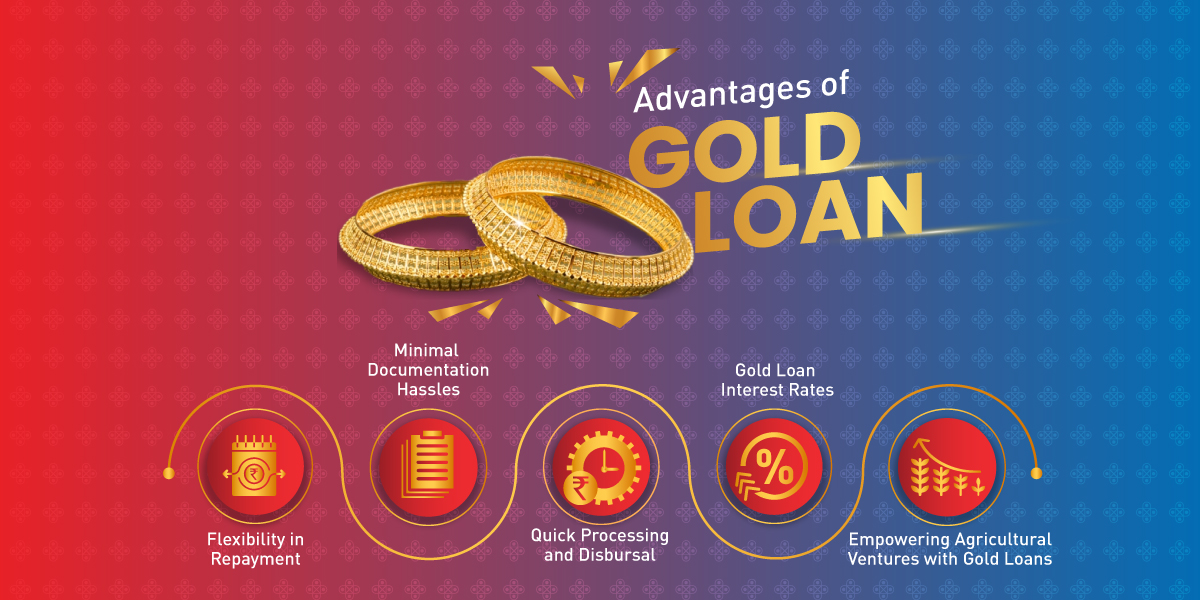 Advantages of
GOLD
LOAN
Flexibility in
Repayment
Minimal
Documentation
Hassles
Quick Processing
and Disbursal
Gold Loan
Interest Rates
Empowering Agricultural
Ventures with Gold Loans
₹
₹
%